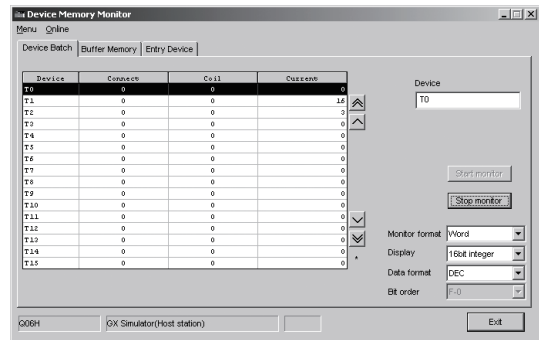 Device Memory Monitor
Menu Online
Device Batch Buffer Memory Entry Device
Device Connect Coil Current
T0 0 0 0
T1 0 0 16
T2 0 0 3
T3 0 0 0
T4 0 0 0
T5 0 0 0
T6 0 0 0
T7 0 0 0
T8 0 0 0
T9 0 0 0
T10 0 0 0
T11 0 0 0
T12 0 0 0
T13 0 0 0
T14 0 0 0
T15 0 0 0
Device
T0
Start monitor
Stop monitor
Monitor format Word
Display 16bit integer
Data format DEC
Bit order F-0
*
Q06H GX Simulator(Host station) Exit